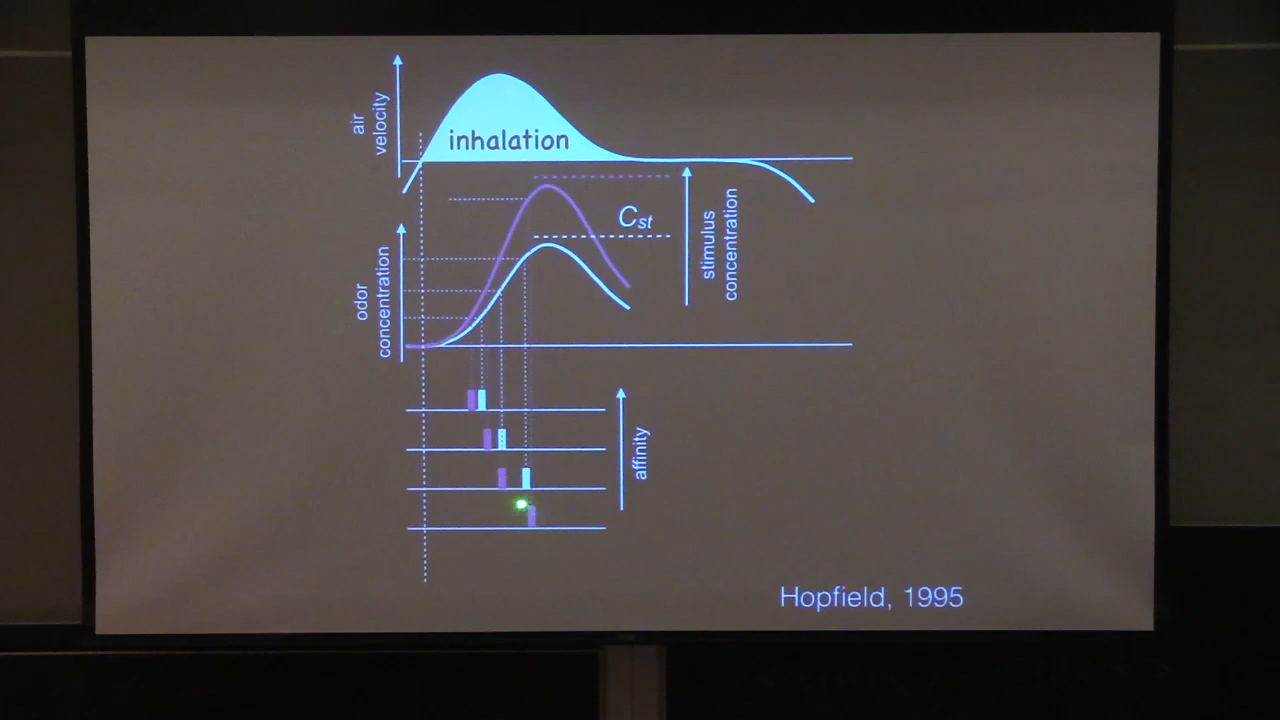 air
velocity
inhalation
Cst
stimulus
concentration
odor
concentration
affinity
Hopfield, 1995